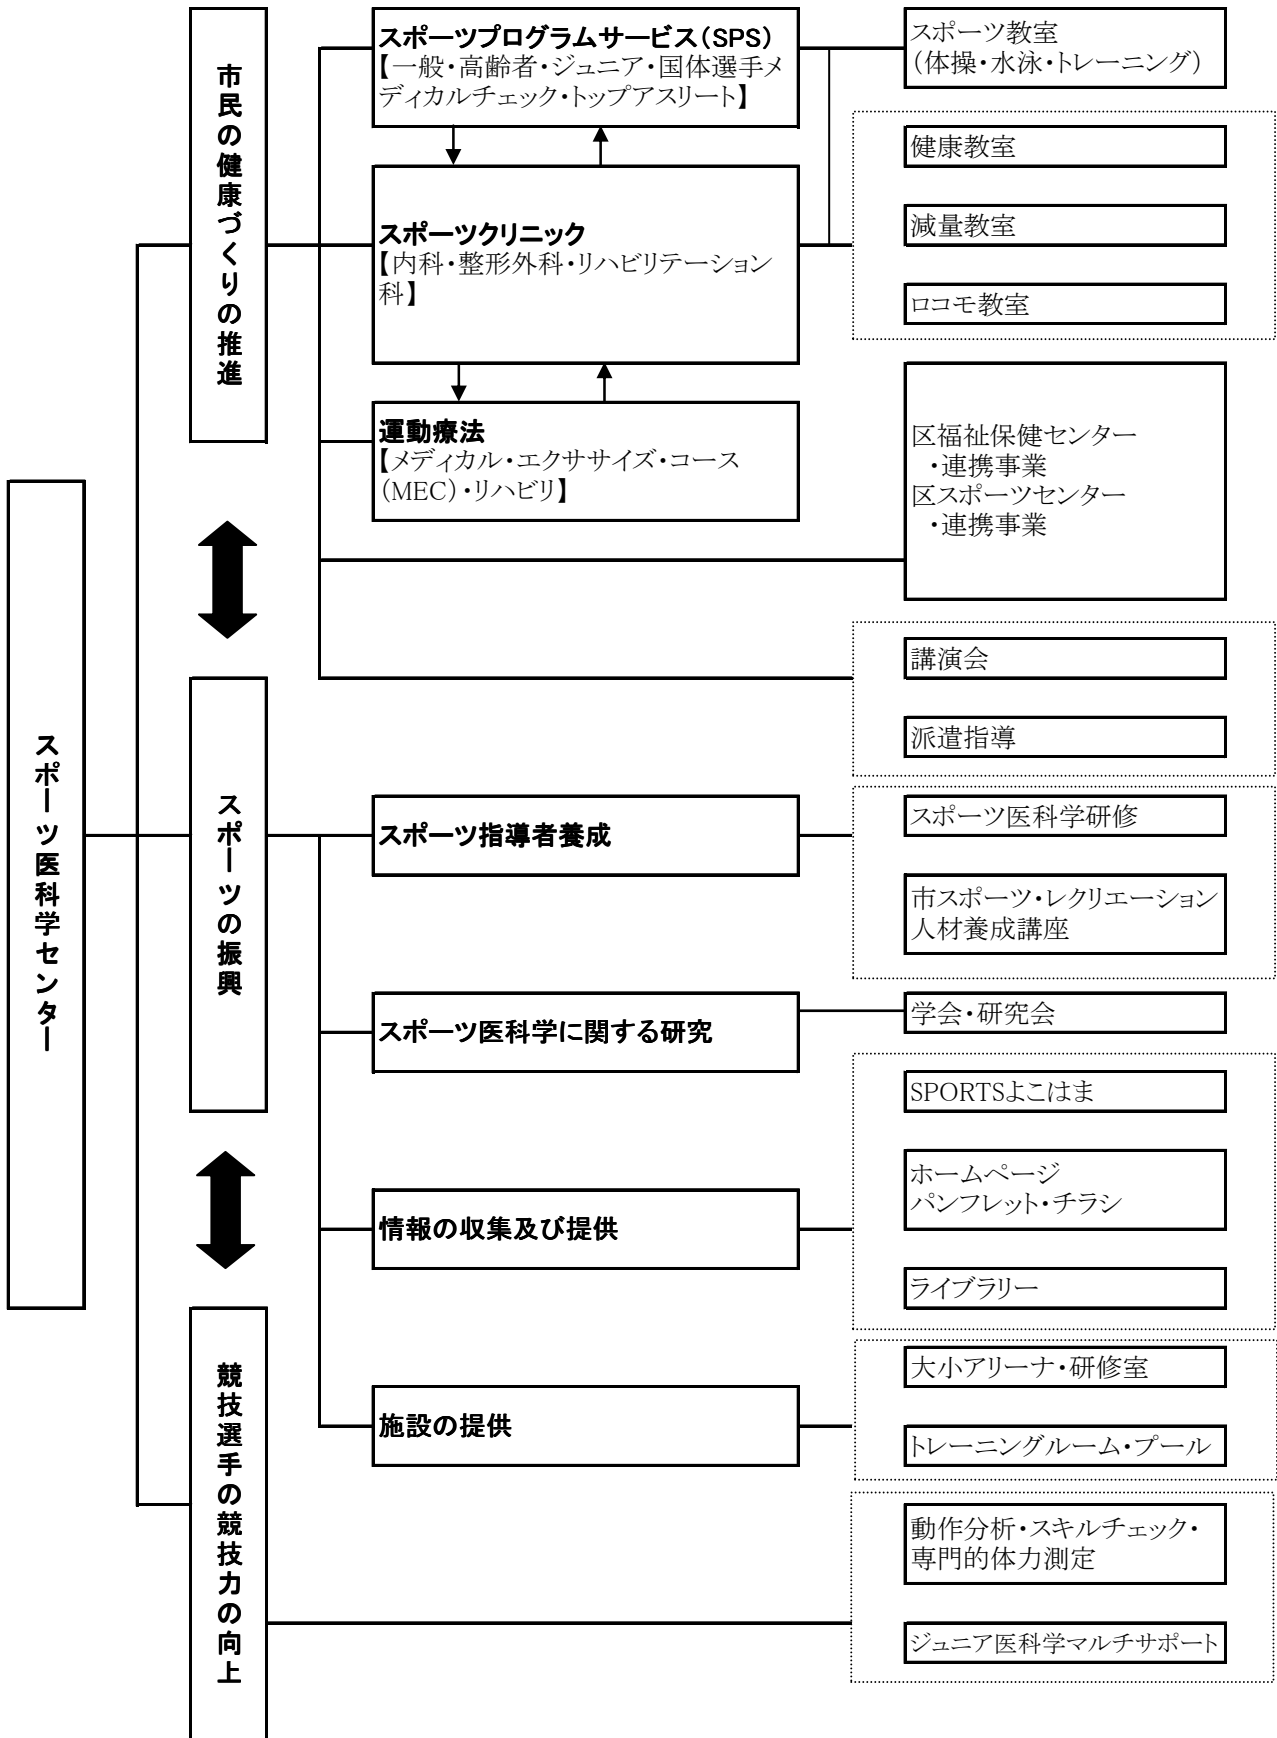 スポーツ医科学センター
市民の健康づくりの推進
スポーツプログラムサービス(SPS)
【一般・高齢者・ジュニア・国体選手メ
ディカルチェック・トップアスリート】
スポーツクリニック
【内科・整形外科・リハビリテーション
科】
運動療法
【メディカル・エクササイズ・コース
(MEC)・リハビリ】
スポーツ教室
(体操・水泳・トレーニング)
健康教室
減量教室
ロコモ教室
区福祉保健センター
・連携事業
区スポーツセンター
・連携事業
講演会
派遣指導
スポーツの振興
スポーツ指導者養成
スポーツ医科学研修
市スポーツ・レクリエーション
人材養成講座
スポーツ医科学に関する研究
学会・研究会
情報の収集及び提供
SPORTSよこはま
ホームページ
パンフレット・チラシ
ライブラリー
施設の提供
大小アリーナ・研修室
トレーニングルーム・プール
競技選手の競技力の向上
動作分析・スキルチェック・
専門的体力測定
ジュニア医科学マルチサポート